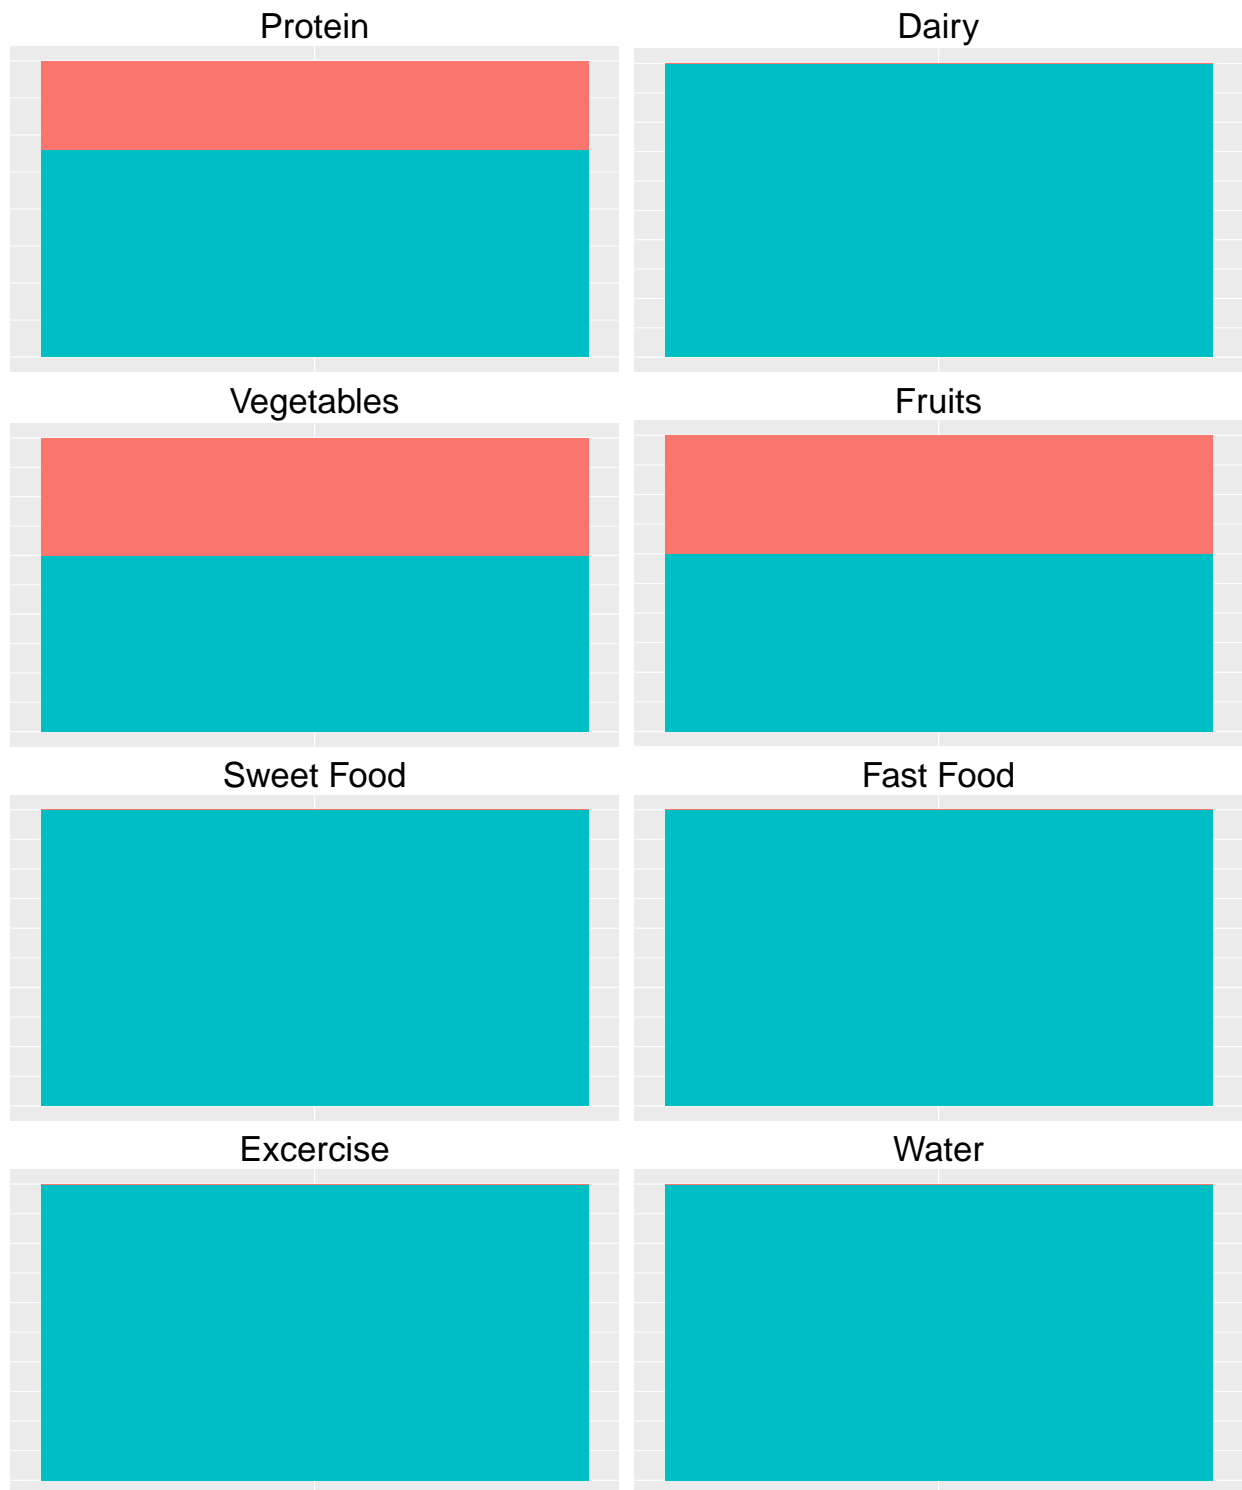 Protein
Dairy
Vegetables
Fruits
Sweet Food
Fast Food
Excercise
Water